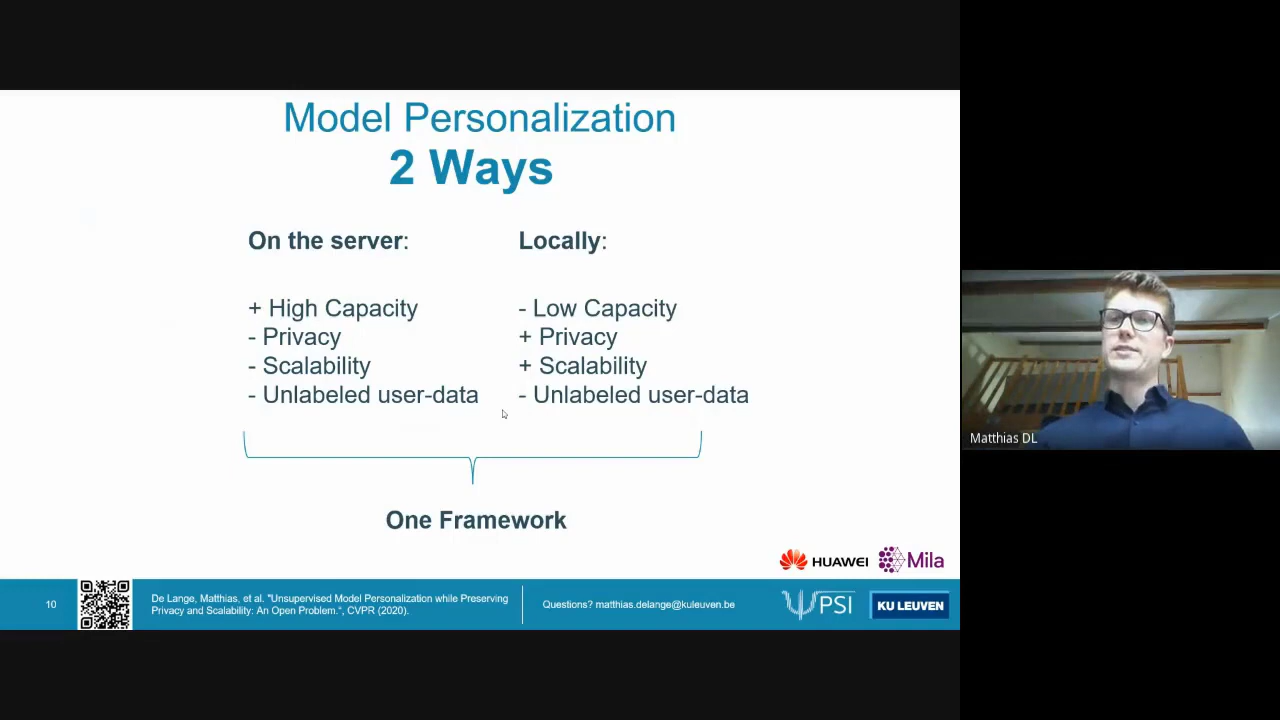 Model Personalization
2 Ways
On the server:
+ High Capacity
- Privacy
- Scalability
- Unlabeled user-data
Locally:
- Low Capacity
+ Privacy
+ Scalability
- Unlabeled user-data
One Framework
HUAWEI
Mila
10
De Lange, Matthias, et al. "Unsupervised Model Personalization while Preserving
Privacy and Scalability: An Open Problem.", CVPR (2020).
Questions? matthias.delange@kuleuven.be
PSI
KU LEUVEN
Matthias DL